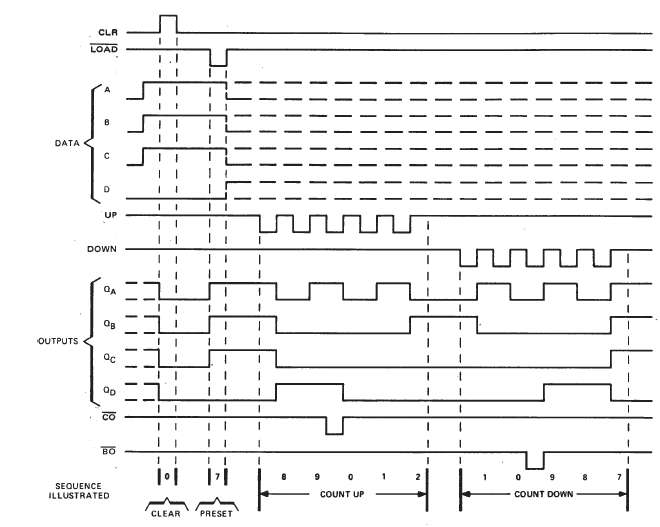 CLR
LOAD
A
B
DATA
C
D
UP
DOWN
QA
QB
OUTPUTS
QC
QD
CO
BO
SEQUENCE
ILLUSTRATED
0 7 8 9 0 1 2 1 0 9 8 7
COUNT UP COUNT DOWN
CLEAR PRESET